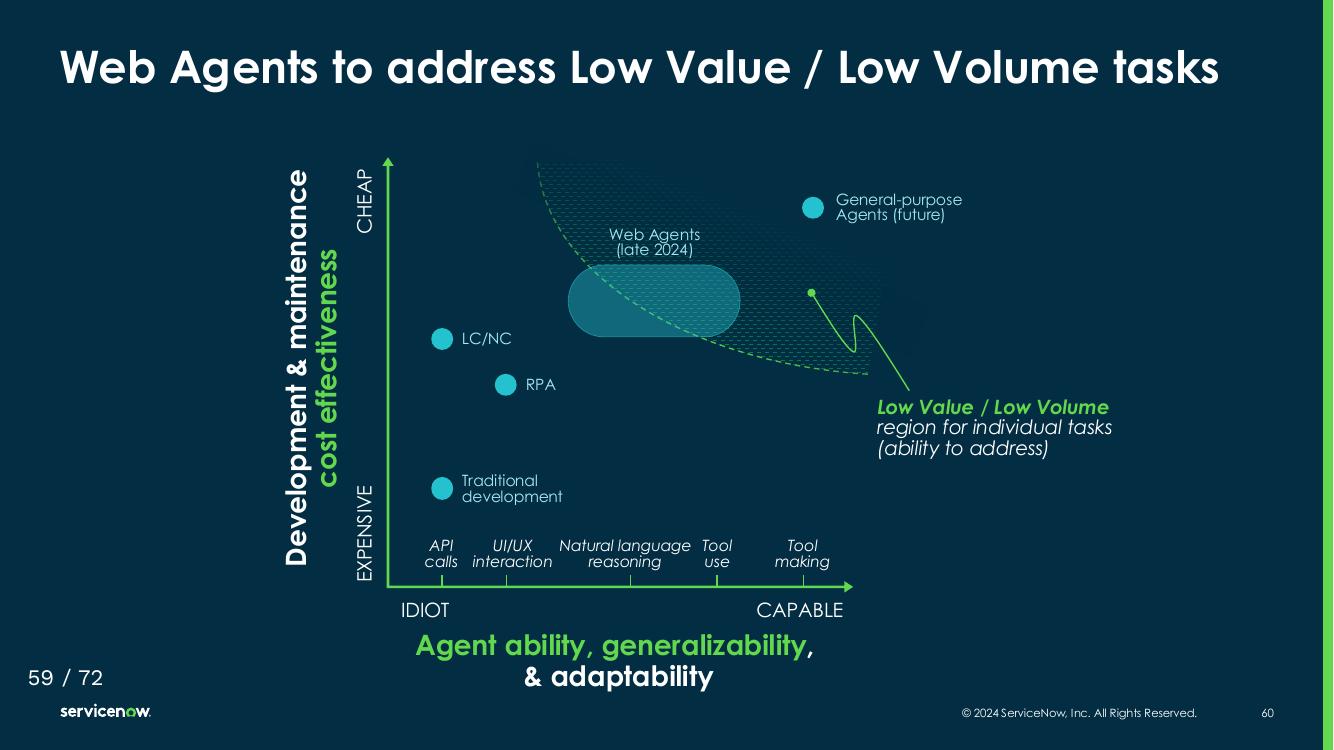 Web Agents to address Low Value / Low Volume tasks
Development & maintenance
cost effectiveness
CHEAP
EXPENSIVE
General-purpose
Agents (future)
Web Agents
(late 2024)
LC/NC
RPA
Low Value / Low Volume
region for individual tasks
(ability to address)
Traditional
development
API
calls
UI/UX
interaction
Natural language
reasoning
Tool
use
Tool
making
IDIOT
CAPABLE
Agent ability, generalizability,
& adaptability
59 / 72
servicenow.
© 2024 ServiceNow, Inc. All Rights Reserved.
60